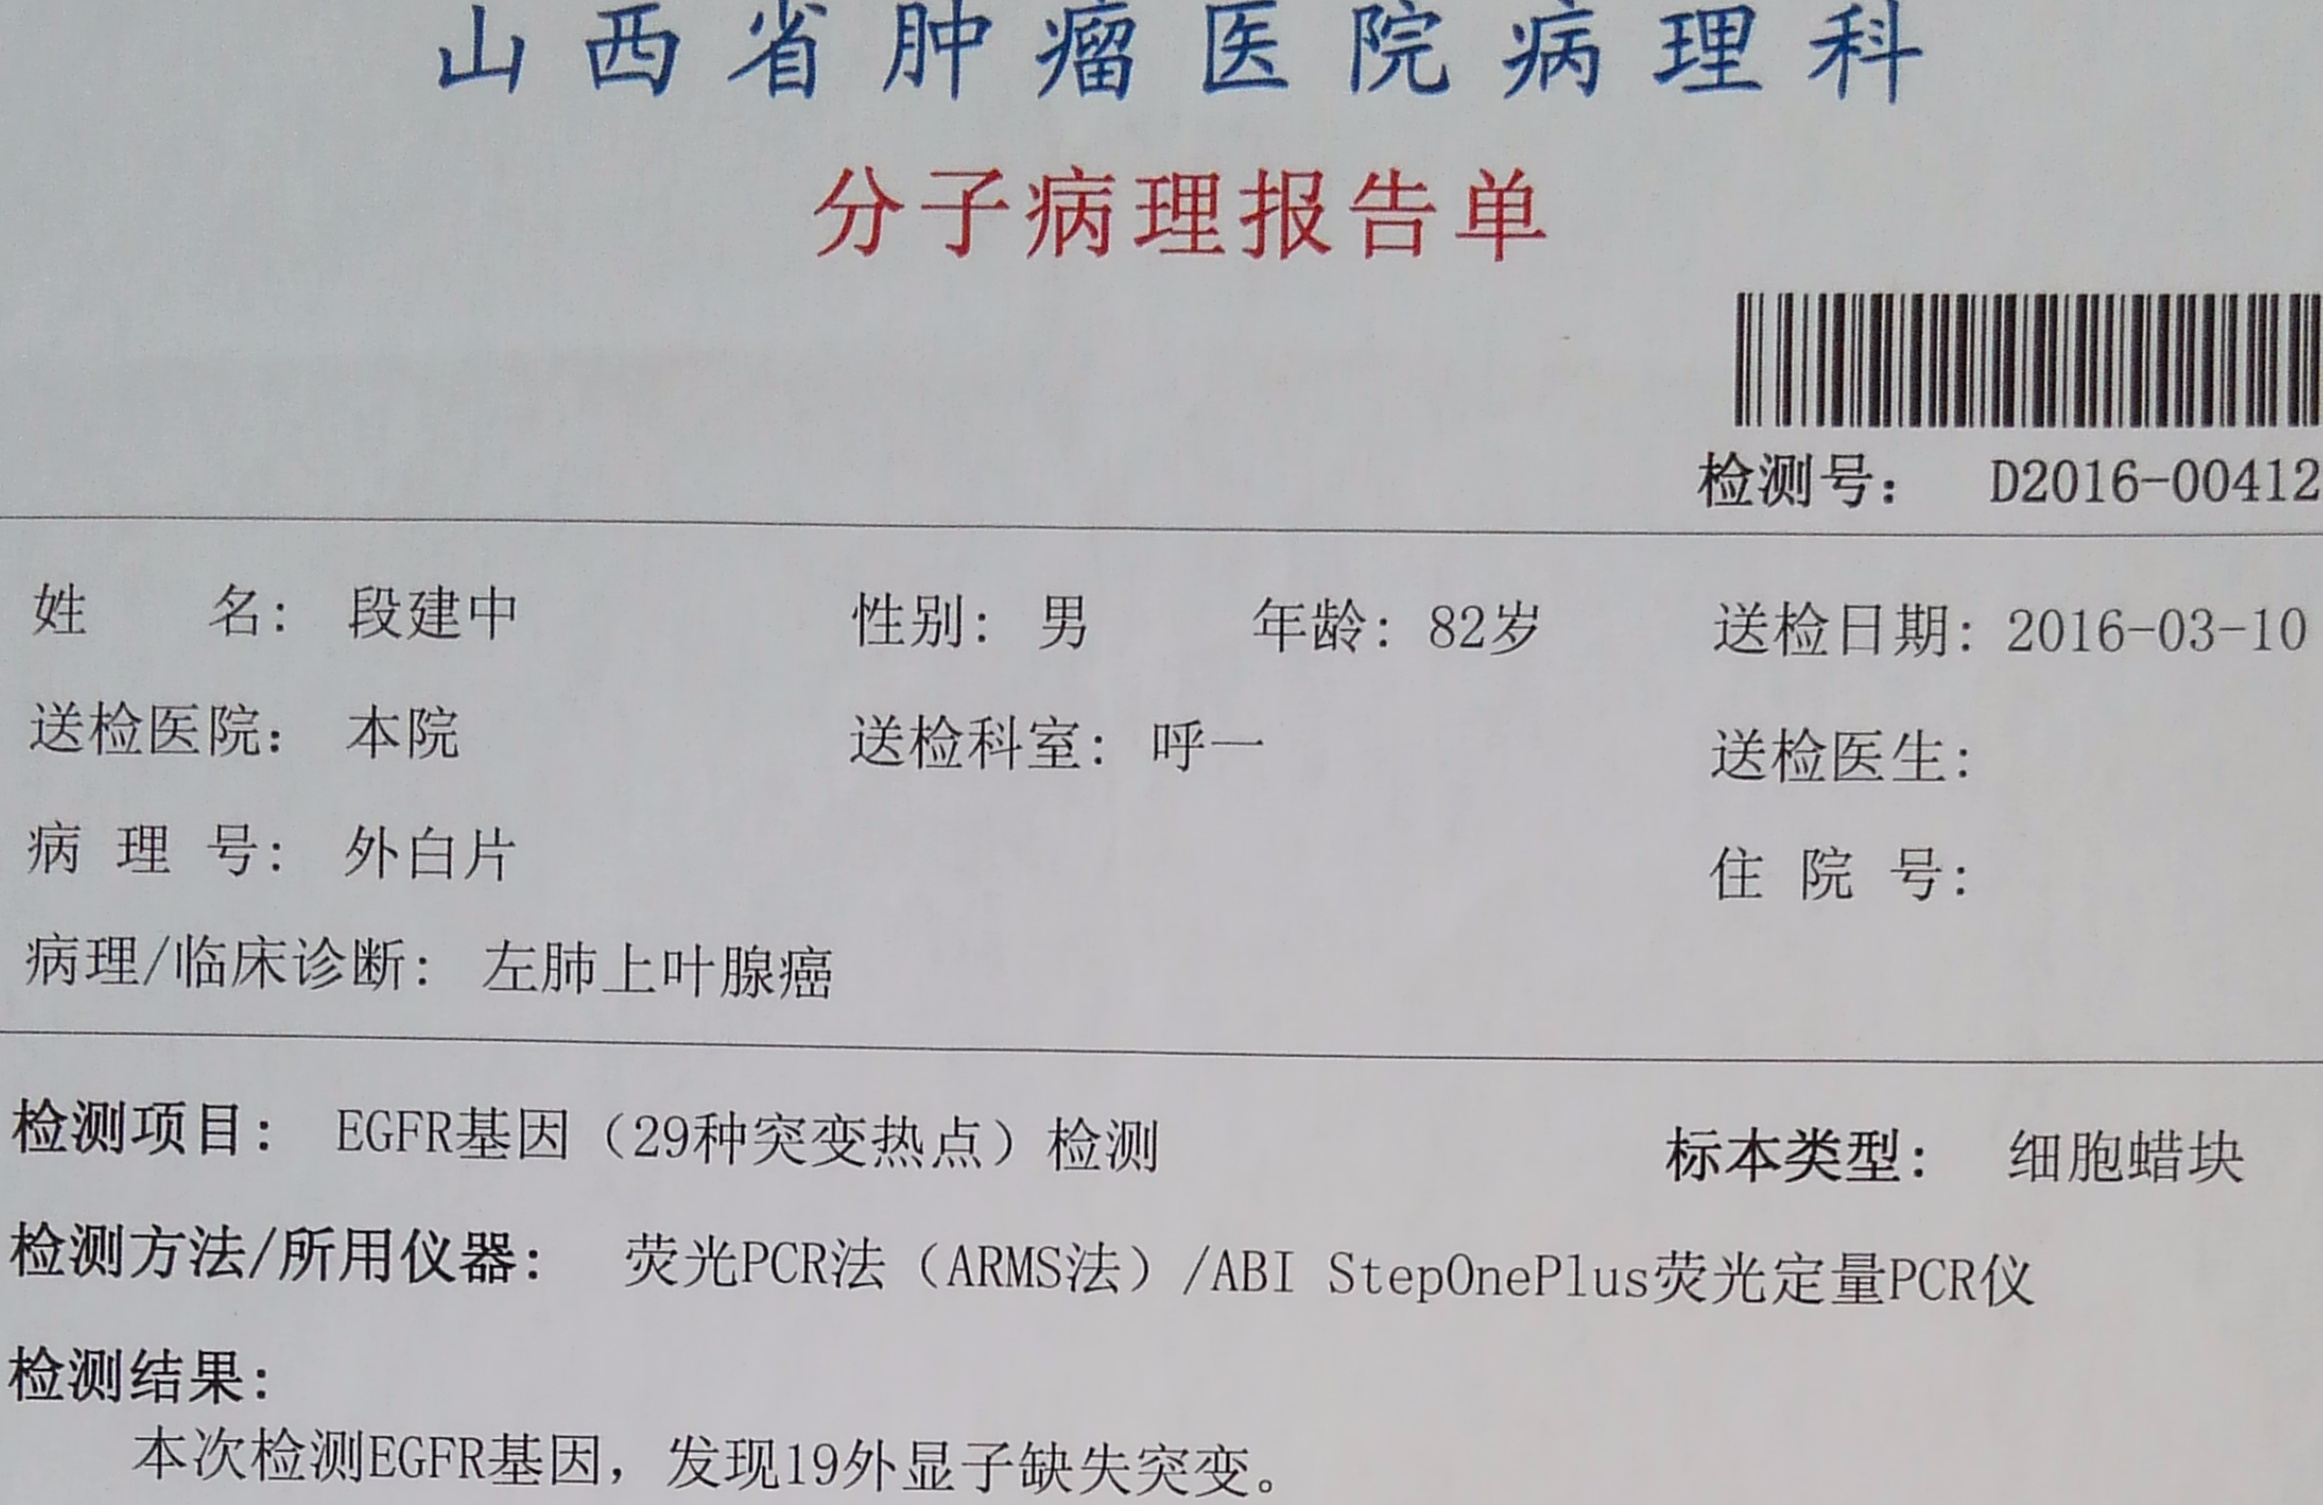 山西省肿瘤医院病理科
分子病理报告单
检测号： D2016-00412
姓 名： 段建中 性别： 男 年龄： 82岁 送检日期： 2016-03-10
送检医院： 本院 送检科室： 呼一 送检医生：
病 理 号： 外白片 住 院 号：
病理/临床诊断： 左肺上叶腺癌
检测项目： EGFR基因（29种突变热点）检测 标本类型： 细胞蜡块
检测方法/所用仪器： 荧光PCR法（ARMS法）/ABI StepOnePlus荧光定量PCR仪
检测结果：
本次检测EGFR基因，发现19外显子缺失突变。